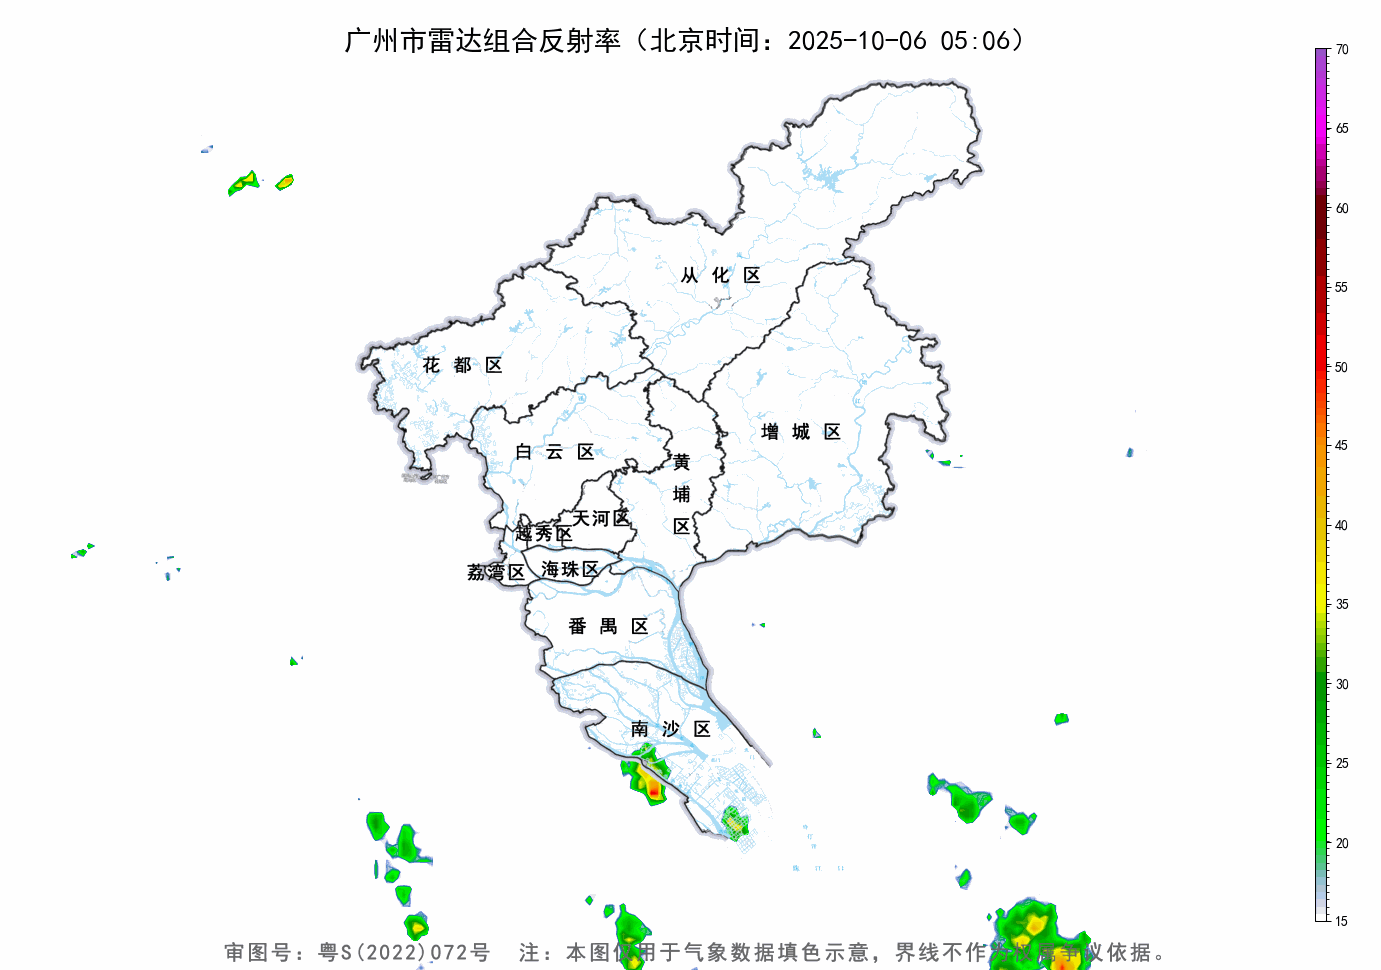 广州市雷达组合反射率（北京时间：2025-10-06 05:06）
70
65
60
55
50
45
40
35
30
25
20
15
从化区
花都区
增城区
白云区
黄埔区
天河区
越秀区
荔湾区
海珠区
番禺区
南沙区
审图号：粤S(2022)072号 注：本图仅用于气象数据填色示意，界线不作为权属争议依据。